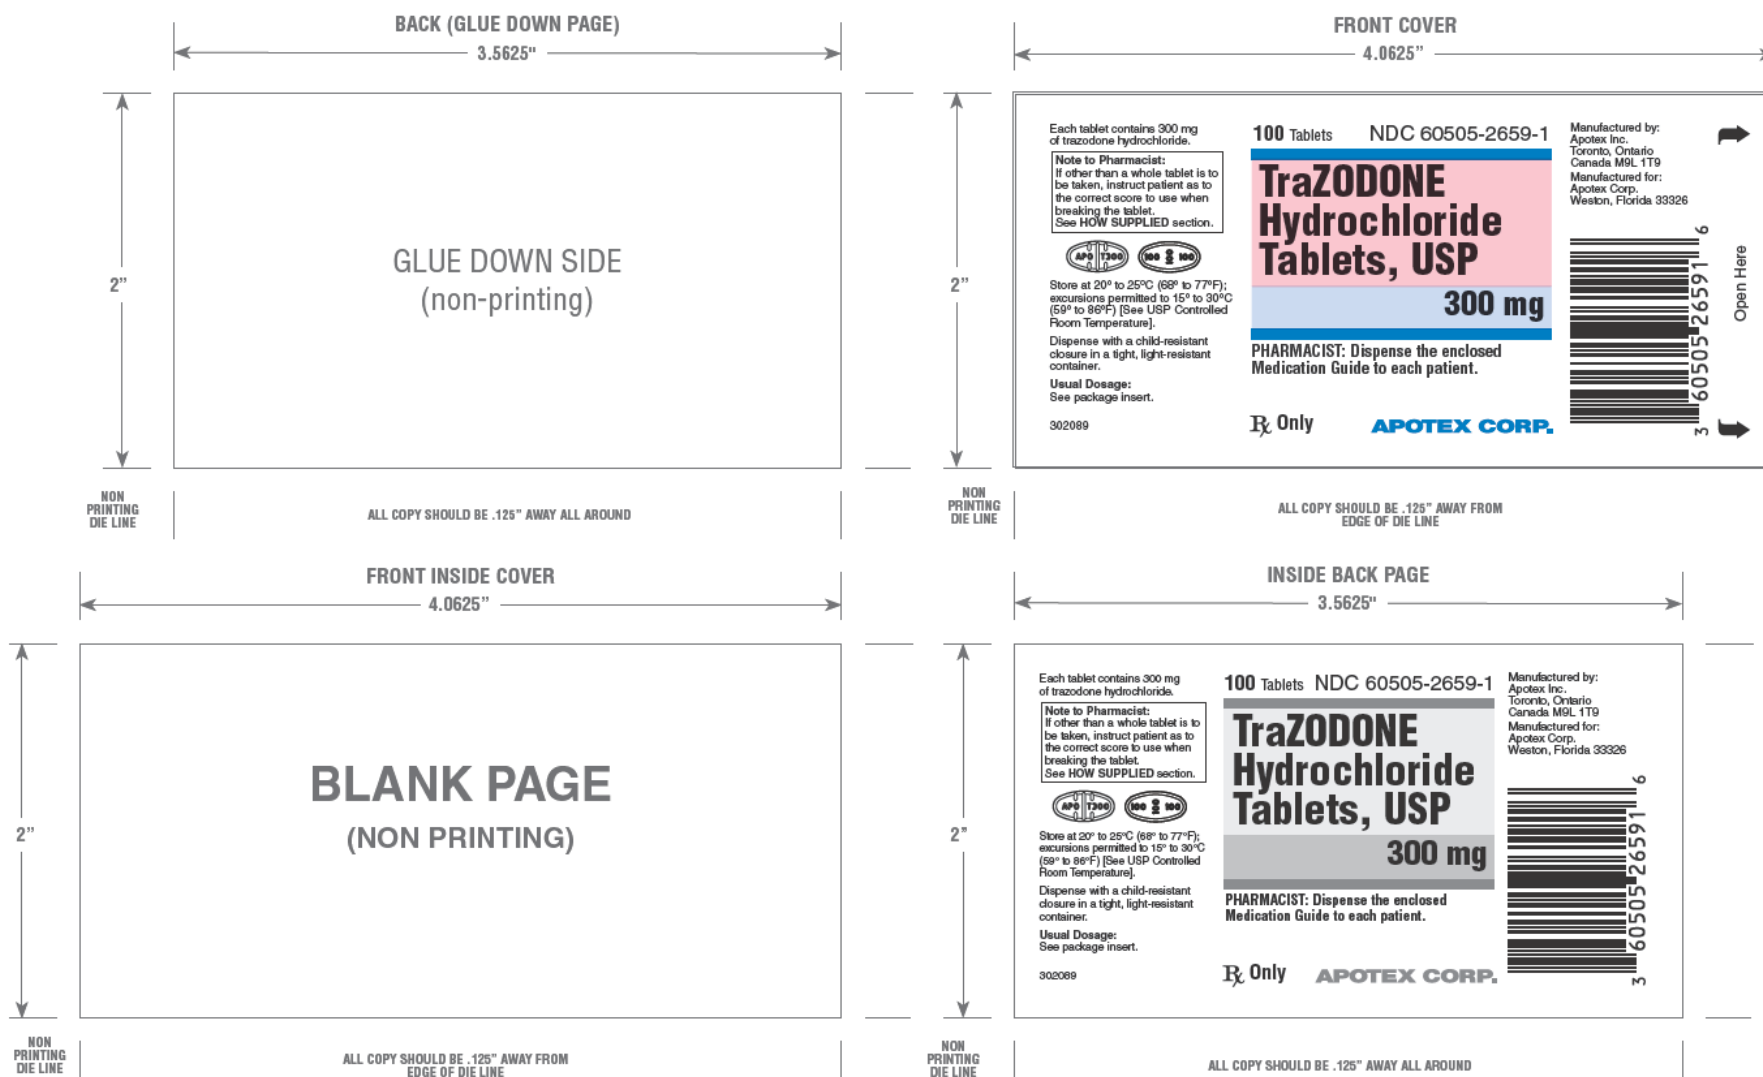 BACK (GLUE DOWN PAGE)
3.5625"
2"
GLUE DOWN SIDE
(non-printing)
NON
PRINTING
DIE LINE
ALL COPY SHOULD BE .125" AWAY ALL AROUND
FRONT COVER
4.0625"
2"
Each tablet contains 300 mg
of trazodone hydrochloride.
Note to Pharmacist:
If other than a whole tablet is to
be taken, instruct patient as to
the correct score to use when
breaking the tablet.
See HOW SUPPLIED section.
APO T300 100 100 100
Store at 20° to 25°C (68° to 77°F);
excursions permitted to 15° to 30°C
(59° to 86°F) [See USP Controlled
Room Temperature].
Dispense with a child-resistant
closure in a tight, light-resistant
container.
Usual Dosage:
See package insert.
302089
100 Tablets NDC 60505-2659-1
TraZODONE
Hydrochloride
Tablets, USP
300 mg
PHARMACIST: Dispense the enclosed
Medication Guide to each patient.
Rx Only APOTEX CORP.
Manufactured by:
Apotex Inc.
Toronto, Ontario
Canada M9L 1T9
Manufactured for:
Apotex Corp.
Weston, Florida 33326
3 60505 26591 6
Open Here
NON
PRINTING
DIE LINE
ALL COPY SHOULD BE .125" AWAY FROM
EDGE OF DIE LINE
FRONT INSIDE COVER
4.0625"
2"
BLANK PAGE
(NON PRINTING)
NON
PRINTING
DIE LINE
ALL COPY SHOULD BE .125" AWAY FROM
EDGE OF DIE LINE
INSIDE BACK PAGE
3.5625"
2"
Each tablet contains 300 mg
of trazodone hydrochloride.
Note to Pharmacist:
If other than a whole tablet is to
be taken, instruct patient as to
the correct score to use when
breaking the tablet.
See HOW SUPPLIED section.
APO T300 100 100 100
Store at 20° to 25°C (68° to 77°F);
excursions permitted to 15° to 30°C
(59° to 86°F) [See USP Controlled
Room Temperature].
Dispense with a child-resistant
closure in a tight, light-resistant
container.
Usual Dosage:
See package insert.
302089
100 Tablets NDC 60505-2659-1
TraZODONE
Hydrochloride
Tablets, USP
300 mg
PHARMACIST: Dispense the enclosed
Medication Guide to each patient.
Rx Only APOTEX CORP.
Manufactured by:
Apotex Inc.
Toronto, Ontario
Canada M9L 1T9
Manufactured for:
Apotex Corp.
Weston, Florida 33326
3 60505 26591 6
NON
PRINTING
DIE LINE
ALL COPY SHOULD BE .125" AWAY ALL AROUND